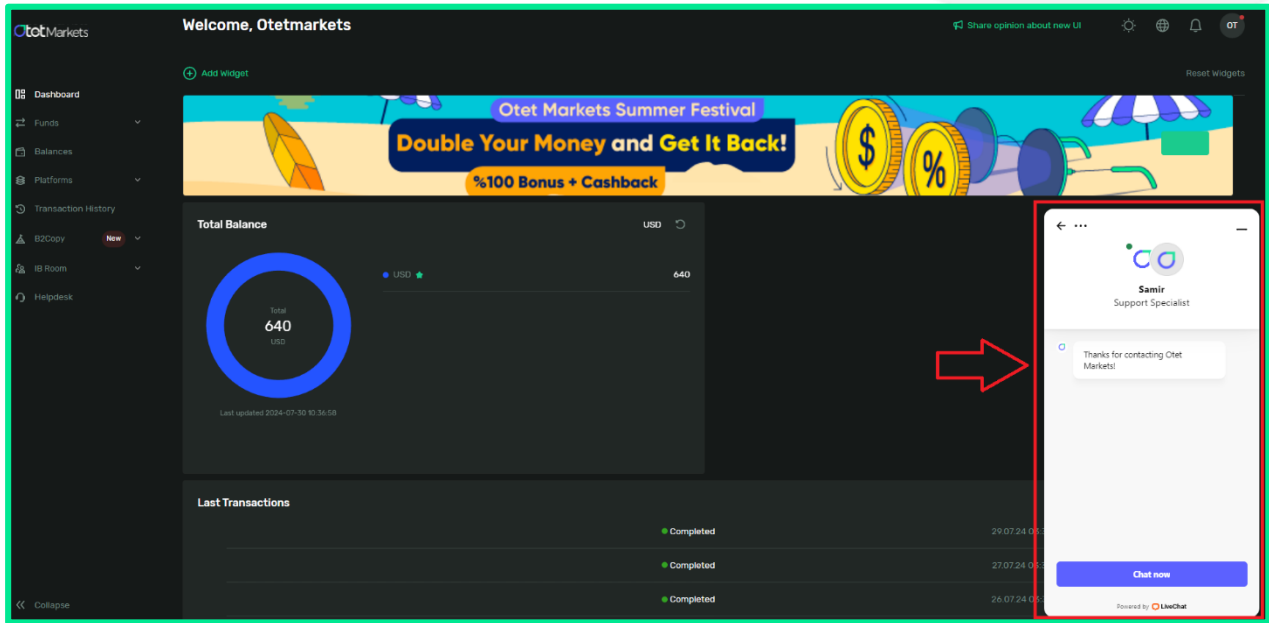 Otet Markets
Welcome, Otetmarkets
Share opinion about new UI
OT
Add Widget
Reset Widgets
Dashboard
Funds
Balances
Platforms
Transaction History
B2Copy New
IB Room
Helpdesk
Collapse
Otet Markets Summer Festival
Double Your Money and Get It Back!
%100 Bonus + Cashback
$
%
Total Balance
USD
Total
640
USD
USD
640
Last updated 2024-07-30 10:36:58
Last Transactions
Completed
29.07.24
Completed
27.07.24
Completed
26.07.24
Samir
Support Specialist
Thanks for contacting Otet
Markets!
Chat now
Powered by LiveChat